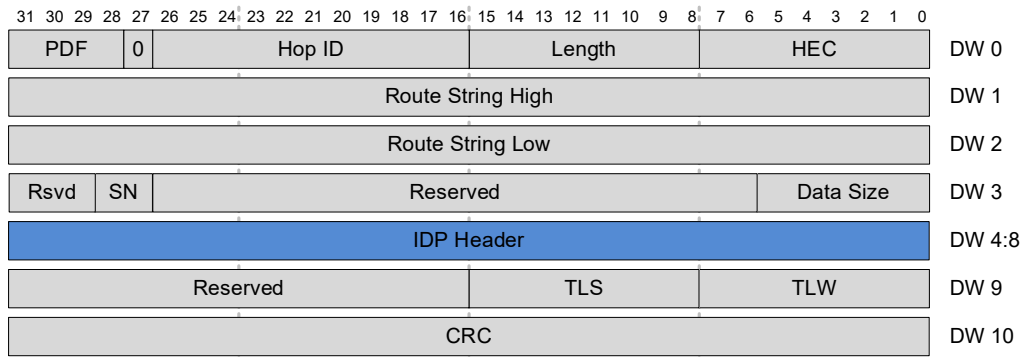 31 30 29 28 27 26 25 24 23 22 21 20 19 18 17 16 15 14 13 12 11 10 9 8 7 6 5 4 3 2 1 0
PDF 0 Hop ID Length HEC DW 0
Route String High DW 1
Route String Low DW 2
Rsvd SN Reserved Data Size DW 3
IDP Header DW 4:8
Reserved TLS TLW DW 9
CRC DW 10